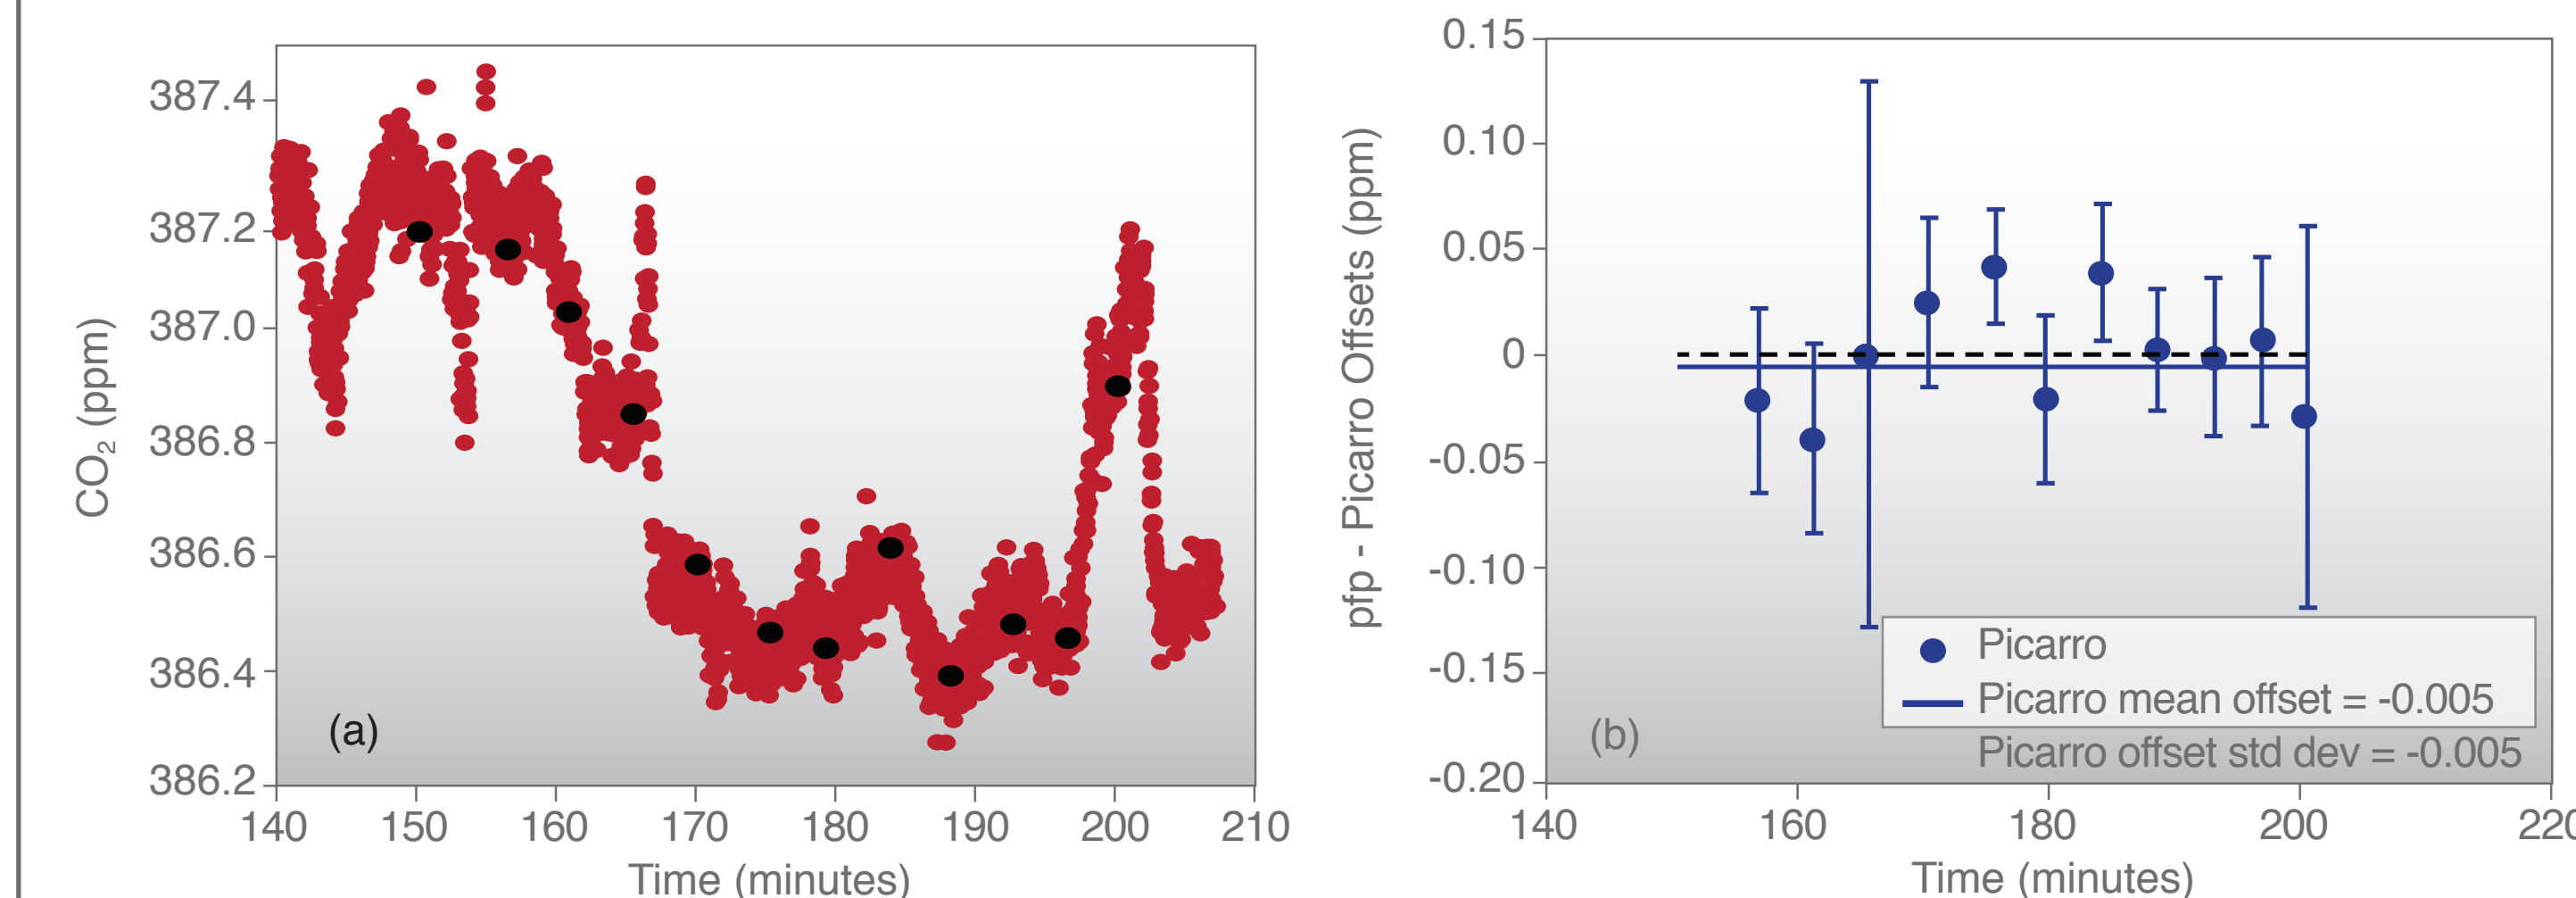 387.4
387.2
387.0
386.8
386.6
386.4
386.2
CO₂ (ppm)
(a)
140 150 160 170 180 190 200 210
Time (minutes)
0.15
0.10
0.05
0
-0.05
-0.10
-0.15
-0.20
pfp - Picarro Offsets (ppm)
Picarro
Picarro mean offset = -0.005
Picarro offset std dev = -0.005
(b)
140 160 180 200 220
Time (minutes)